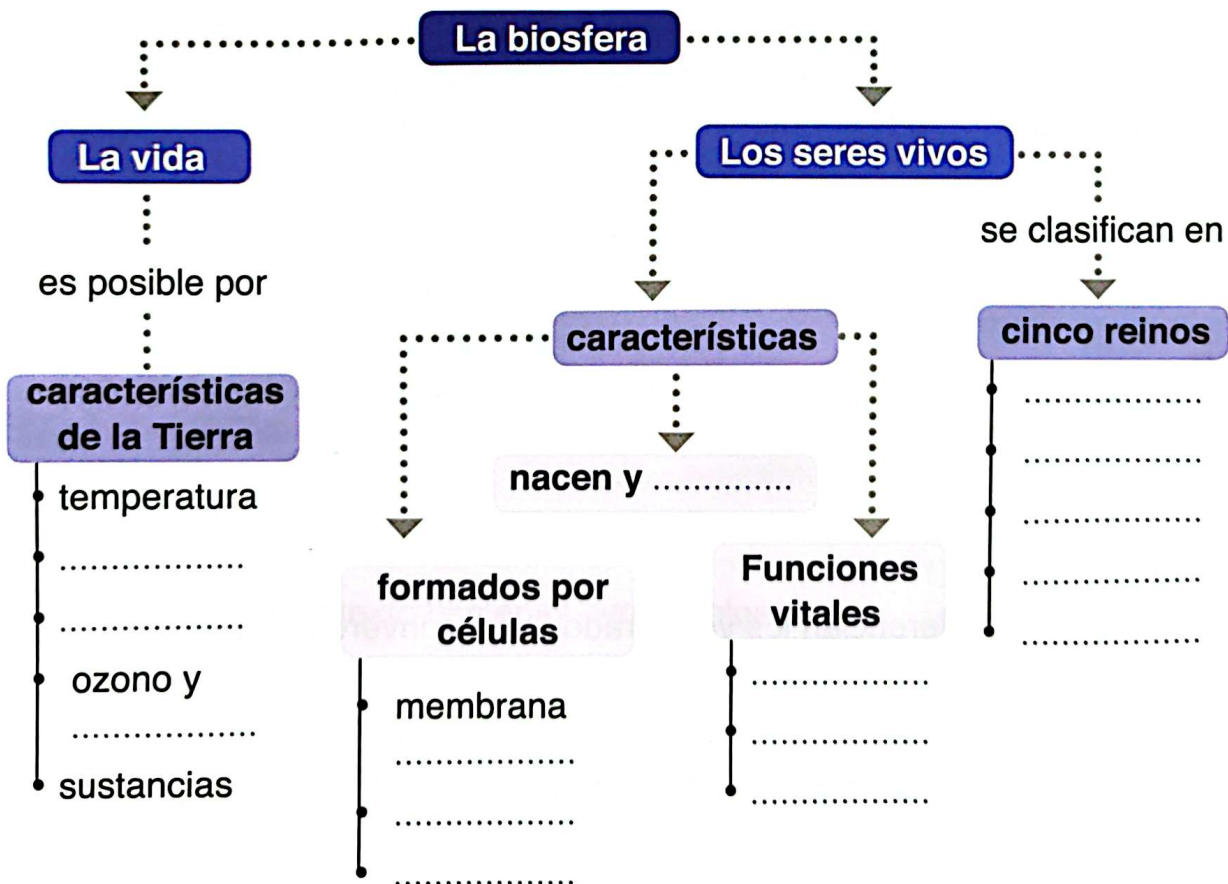 La biosfera
La vida
es posible por
características
de la Tierra
temperatura
..................
..................
ozono y
..................
sustancias
Los seres vivos
características
formados por
células
membrana
..................
..................
..................
nacen y ..............
Funciones
vitales
..................
..................
..................
se clasifican en
cinco reinos
..................
..................
..................
..................
..................